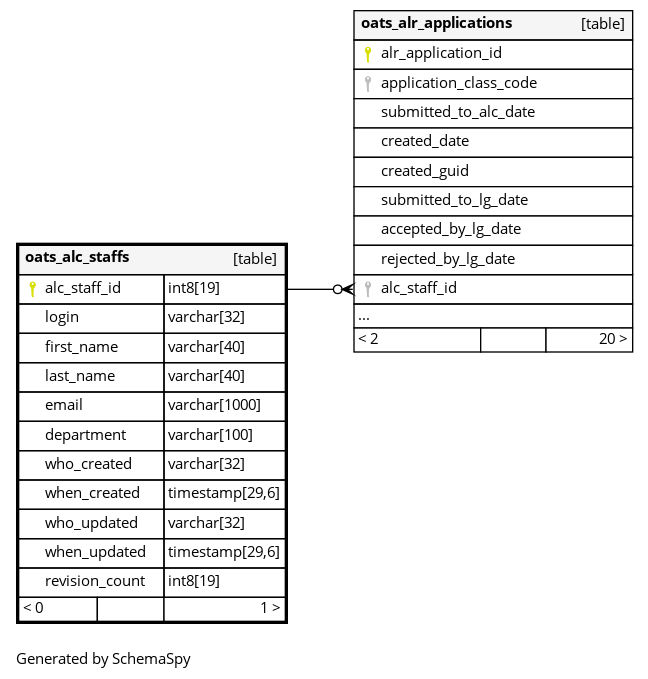 oats_alr_applications [table]
alr_application_id
application_class_code
submitted_to_alc_date
created_date
created_guid
submitted_to_lg_date
accepted_by_lg_date
rejected_by_lg_date
alc_staff_id
...
< 2 20 >
oats_alc_staffs [table]
alc_staff_id int8[19]
login varchar[32]
first_name varchar[40]
last_name varchar[40]
email varchar[1000]
department varchar[100]
who_created varchar[32]
when_created timestamp[29,6]
who_updated varchar[32]
when_updated timestamp[29,6]
revision_count int8[19]
< 0 1 >
Generated by SchemaSpy